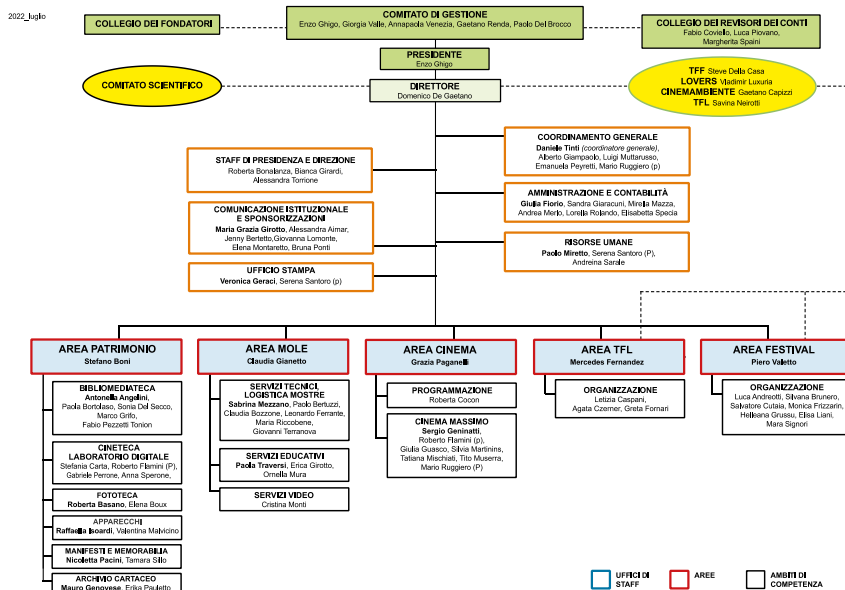 2022_luglio
COLLEGIO DEI FONDATORI
COMITATO DI GESTIONE
Enzo Ghigo, Giorgia Valle, Annapaola Venezia, Gaetano Renda, Paolo Del Brocco
COLLEGIO DEI REVISORI DEI CONTI
Fabio Coviello, Luca Piovano,
Margherita Spaini
PRESIDENTE
Enzo Ghigo
COMITATO SCIENTIFICO
DIRETTORE
Domenico De Gaetano
TFF Steve Della Casa
LOVERS Vladimir Luxuria
CINEMAMBIENTE Gaetano Capizzi
TFL Savina Neirotti
STAFF DI PRESIDENZA E DIREZIONE
Roberta Bonalanza, Bianca Girardi,
Alessandra Torrione
COORDINAMENTO GENERALE
Daniele Tinti (coordinatore generale),
Alberto Giampaolo, Luigi Muttarusso,
Emanuela Peyretti, Mario Ruggiero (p)
COMUNICAZIONE ISTITUZIONALE
E SPONSORIZZAZIONI
Maria Grazia Girotto, Alessandra Aimar,
Jenny Bertetto,Giovanna Lomonte,
Elena Montaretto, Bruna Ponti
AMMINISTRAZIONE E CONTABILITÀ
Giulia Fiorio, Sandra Giaracuni, Mirella Mazza,
Andrea Merlo, Lorella Rolando, Elisabetta Specia
UFFICIO STAMPA
Veronica Geraci, Serena Santoro (p)
RISORSE UMANE
Paolo Miretto, Serena Santoro (P),
Andreina Sarale
AREA PATRIMONIO
Stefano Boni
AREA MOLE
Claudia Gianetto
AREA CINEMA
Grazia Paganelli
AREA TFL
Mercedes Fernandez
AREA FESTIVAL
Piero Valetto
BIBLIOMEDIATECA
Antonella Angelini,
Paola Bortolaso, Sonia Del Secco,
Marco Grifo,
Fabio Pezzetti Tonion
CINETECA
LABORATORIO DIGITALE
Stefania Carta, Roberto Flamini (P),
Gabriele Perrone, Anna Sperone,
FOTOTECA
Roberta Basano, Elena Boux
APPARECCHI
Raffaella Isoardi, Valentina Malvicino
MANIFESTI E MEMORABILIA
Nicoletta Pacini, Tamara Sillo
ARCHIVIO CARTACEO
Mauro Genovese, Erika Pauletto
SERVIZI TECNICI,
LOGISTICA MOSTRE
Sabrina Mezzano, Paolo Bertuzzi,
Claudia Bozzone, Leonardo Ferrante,
Maria Riccobene,
Giovanni Terranova
SERVIZI EDUCATIVI
Paola Traversi, Erica Girotto,
Ornella Mura
SERVIZI VIDEO
Cristina Monti
PROGRAMMAZIONE
Roberta Cocon
CINEMA MASSIMO
Sergio Geninatti,
Roberto Flamini (p),
Giulia Guasco, Silvia Martinins,
Tatiana Mischiati, Tito Muserra,
Mario Ruggiero (P)
ORGANIZZAZIONE
Letizia Caspani,
Agata Czerner, Greta Fornari
ORGANIZZAZIONE
Luca Andreotti, Silvana Brunero,
Salvatore Cutaia, Monica Frizzarin,
Helleana Grussu, Elisa Liani,
Mara Signori
UFFICI DI
STAFF
AREE
AMBITI DI
COMPETENZA